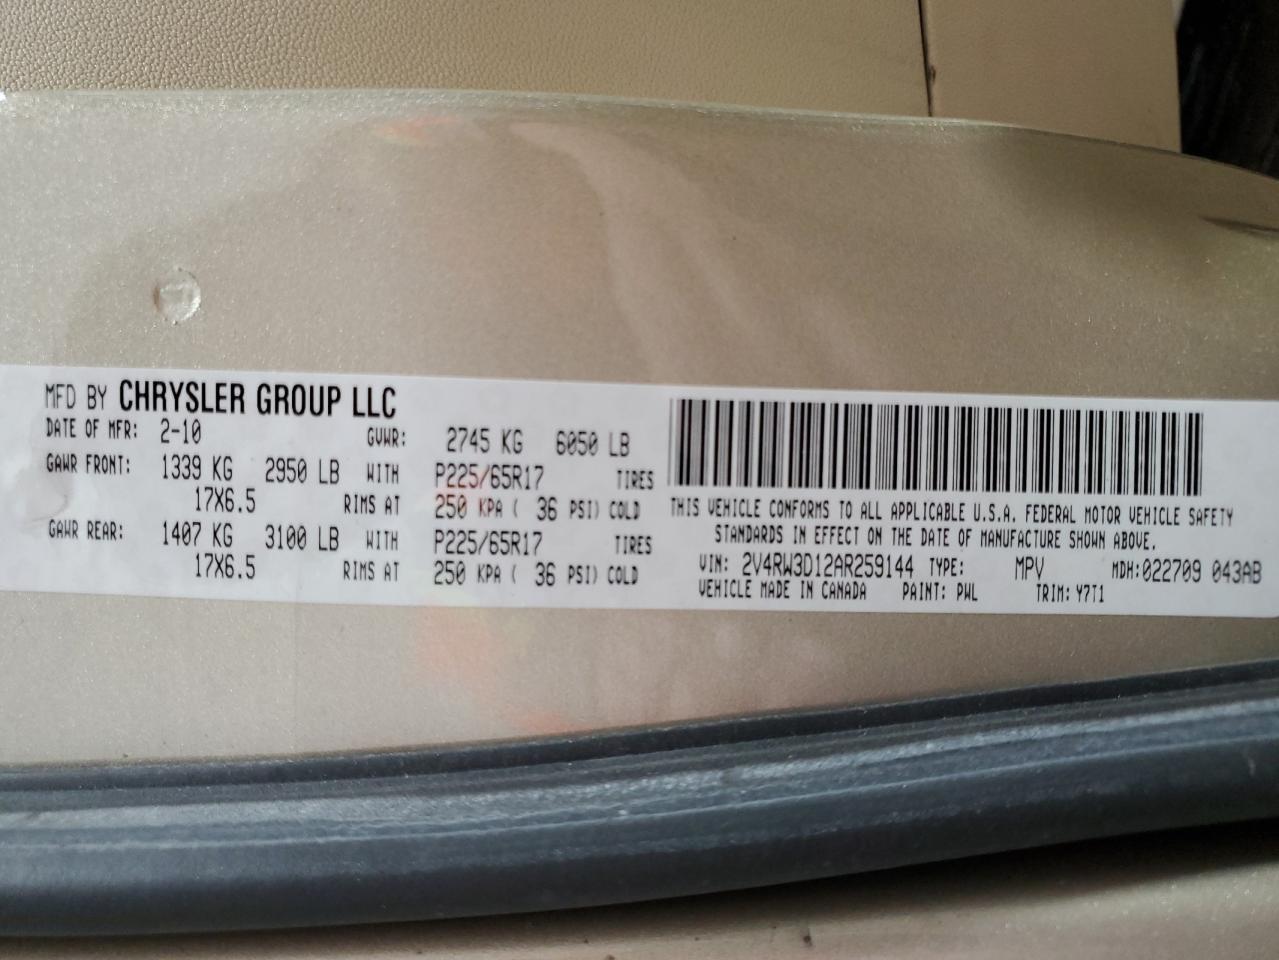 MFD BY CHRYSLER GROUP LLC
DATE OF MFR: 2-10 GVWR: 2745 KG 6050 LB
GAWR FRONT: 1339 KG 2950 LB WITH P225/65R17 TIRES
17X6.5 RIMS AT 250 KPA ( 36 PSI) COLD
GAWR REAR: 1407 KG 3100 LB WITH P225/65R17 TIRES
17X6.5 RIMS AT 250 KPA ( 36 PSI) COLD
THIS VEHICLE CONFORMS TO ALL APPLICABLE U.S.A. FEDERAL MOTOR VEHICLE SAFETY
STANDARDS IN EFFECT ON THE DATE OF MANUFACTURE SHOWN ABOVE.
VIN: 2V4RW3D12AR259144 TYPE: MPV MDH:022709 043AB
VEHICLE MADE IN CANADA PAINT: PWL TRIM: Y7T1